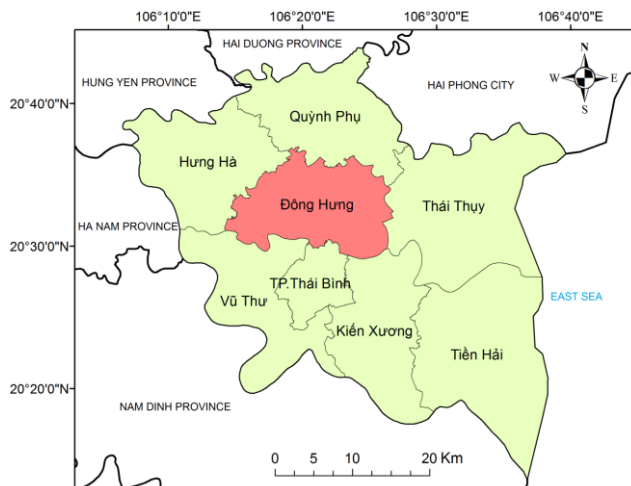 106°10'0"E 106°20'0"E 106°30'0"E 106°40'0"E
HAI DUONG PROVINCE
HUNG YEN PROVINCE
HAI PHONG CITY
N
W E
S
20°40'0"N
Quỳnh Phụ
Hưng Hà
Đông Hưng
Thái Thụy
HA NAM PROVINCE
20°30'0"N
TP.Thái Bình
Vũ Thư
EAST SEA
Kiến Xương
Tiền Hải
20°20'0"N
NAM DINH PROVINCE
0 5 10 20 Km